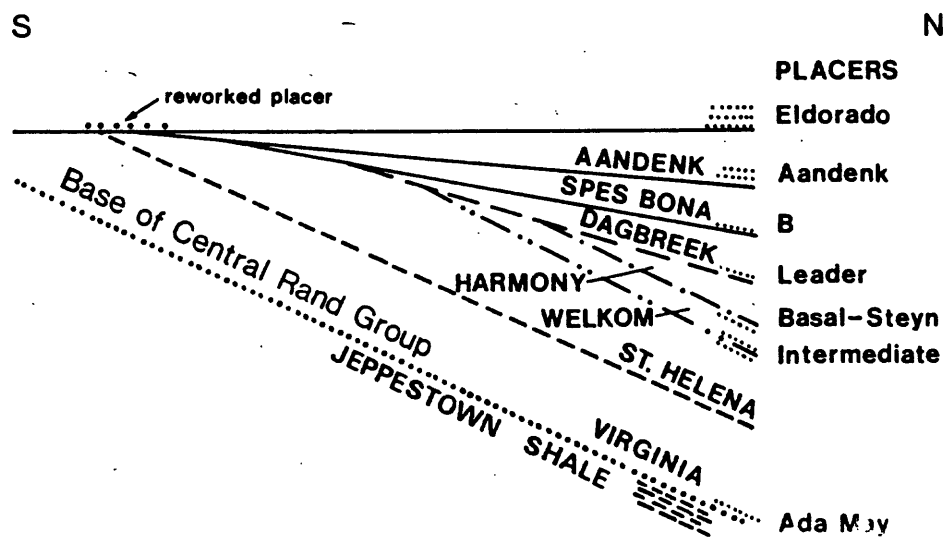 S
N
PLACERS
reworked placer
Eldorado
AANDENK
Aandenk
SPES BONA
B
DAGBREEK
Leader
HARMONY
Basal-Steyn
WELKOM
Intermediate
Base of Central Rand Group
ST. HELENA
JEPPESTOWN SHALE
VIRGINIA
Ada May